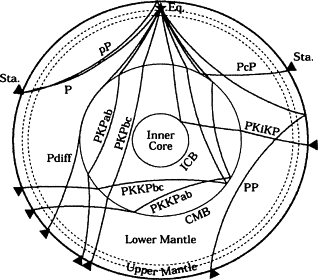 Eq.
pP
Sta.
P
PcP
Sta.
PKPab
PKPbc
Inner
Core
PKiKP
ICB
Pdiff
PKKPbc
PKKPab
PP
CMB
Lower Mantle
Upper Mantle